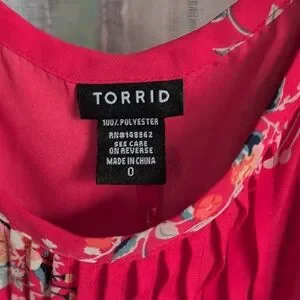 TORRID
100% POLYESTER
RN#148862
SEE CARE
ON REVERSE
MADE IN CHINA
0